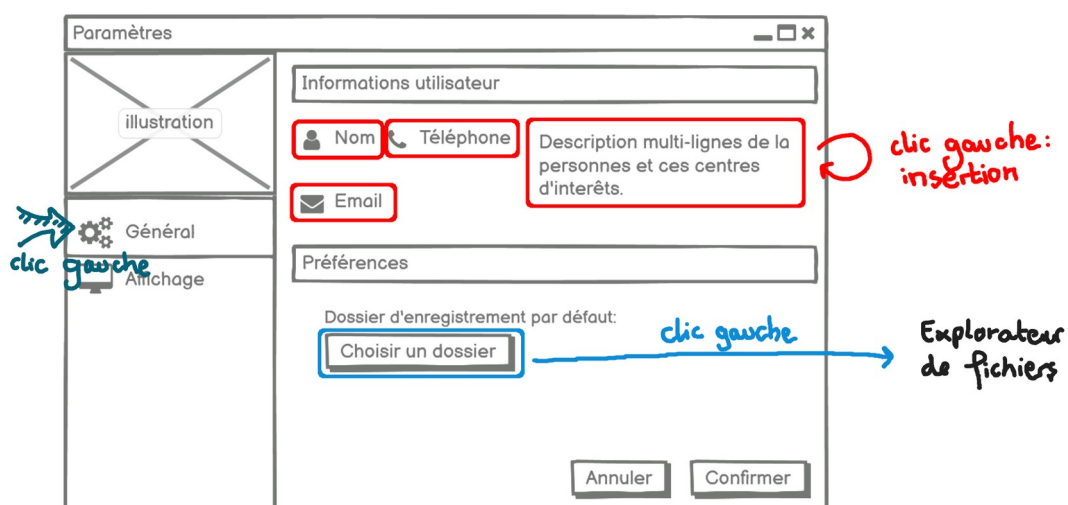 Paramètres
illustration
Informations utilisateur
Nom
Téléphone
Description multi-lignes de la
personnes et ces centres
d'interêts.
clic gauche:
insertion
Email
Général
clic gauche
Affichage
Préférences
Dossier d'enregistrement par défaut:
Choisir un dossier
clic gauche
Explorateur
de fichiers
Annuler
Confirmer